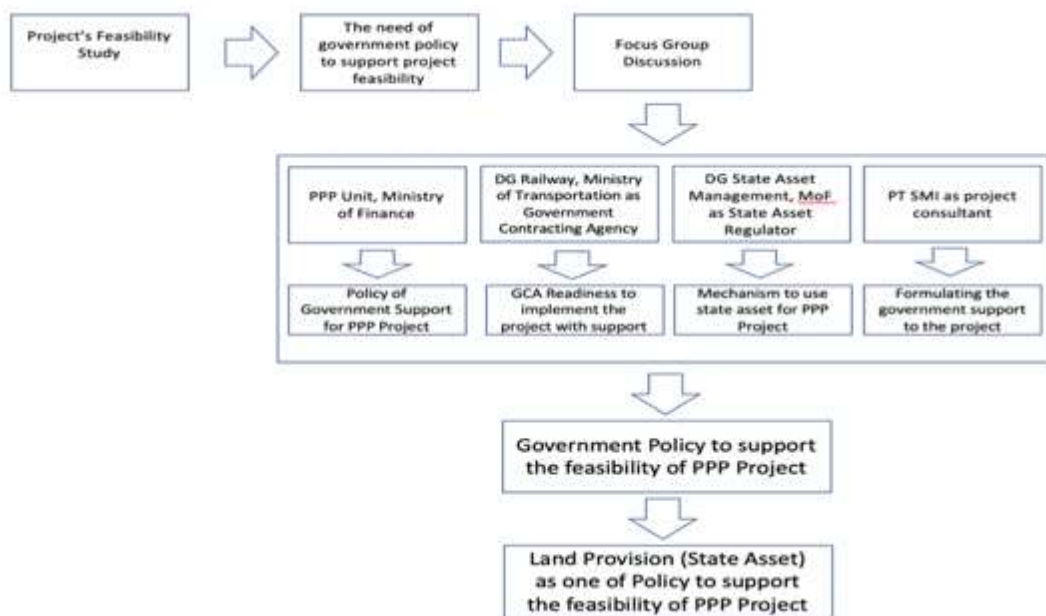 Project's Feasibility
Study
The need of
government policy
to support project
feasibility
Focus Group
Discussion
PPP Unit, Ministry
of Finance
DG Railway, Ministry
of Transportation as
Government
Contracting Agency
DG State Asset
Management, MoF
as State Asset
Regulator
PT SMI as project
consultant
Policy of
Government Support
for PPP Project
GCA Readiness to
implement the
project with support
Mechanism to use
state asset for PPP
Project
Formulating the
government support
to the project
Government Policy to support
the feasibility of PPP Project
Land Provision (State Asset)
as one of Policy to support
the feasibility of PPP Project